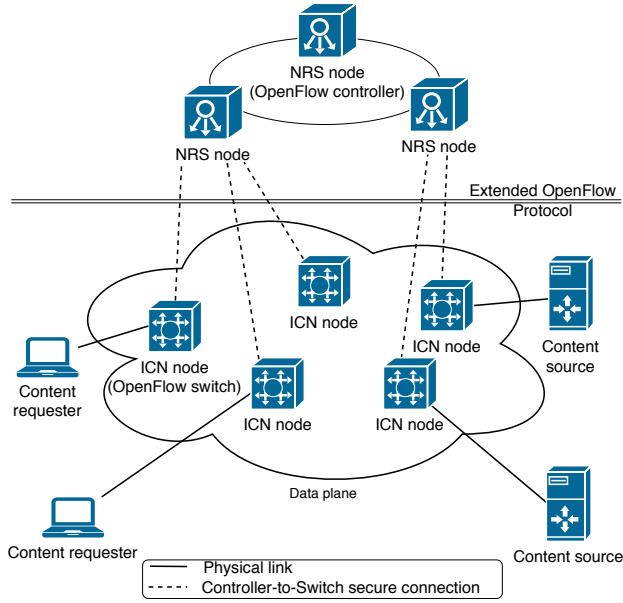 NRS node
(OpenFlow controller)
NRS node
NRS node
Extended OpenFlow
Protocol
ICN node
ICN node
(OpenFlow switch)
ICN node
Content
source
Content
requester
ICN node
ICN node
Data plane
Content requester
Content source
Physical link
Controller-to-Switch secure connection